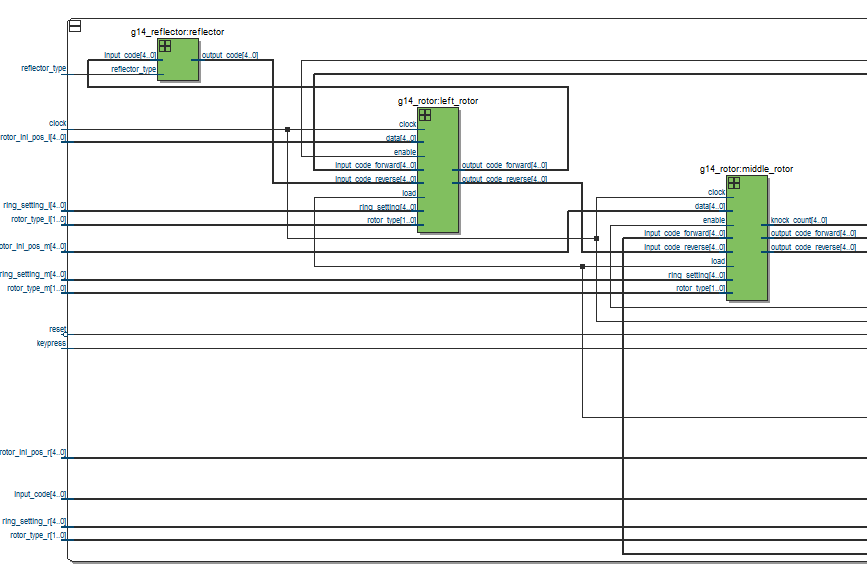 g14_rotor:reflector
input_code[4..0]
output_code[4..0]
reflector_type
reflector_type
g14_rotor:left_rotor
clock
clock
rotor_ini_pos_l[4..0]
data[4..0]
enable
input_code_forward[4..0]
output_code_forward[4..0]
input_code_reverse[4..0]
output_code_reverse[4..0]
load
ring_setting_l[4..0]
ring_setting[4..0]
rotor_type_l[1..0]
rotor_type[1..0]
g14_rotor:middle_rotor
clock
data[4..0]
enable
knock_count[4..0]
input_code_forward[4..0]
output_code_forward[4..0]
otor_ini_pos_m[4..0]
input_code_reverse[4..0]
output_code_reverse[4..0]
load
ring_setting_m[4..0]
ring_setting[4..0]
rotor_type_m[1..0]
rotor_type[1..0]
reset
keypress
rotor_ini_pos_r[4..0]
input_code[4..0]
ring_setting_r[4..0]
rotor_type_r[1..0]